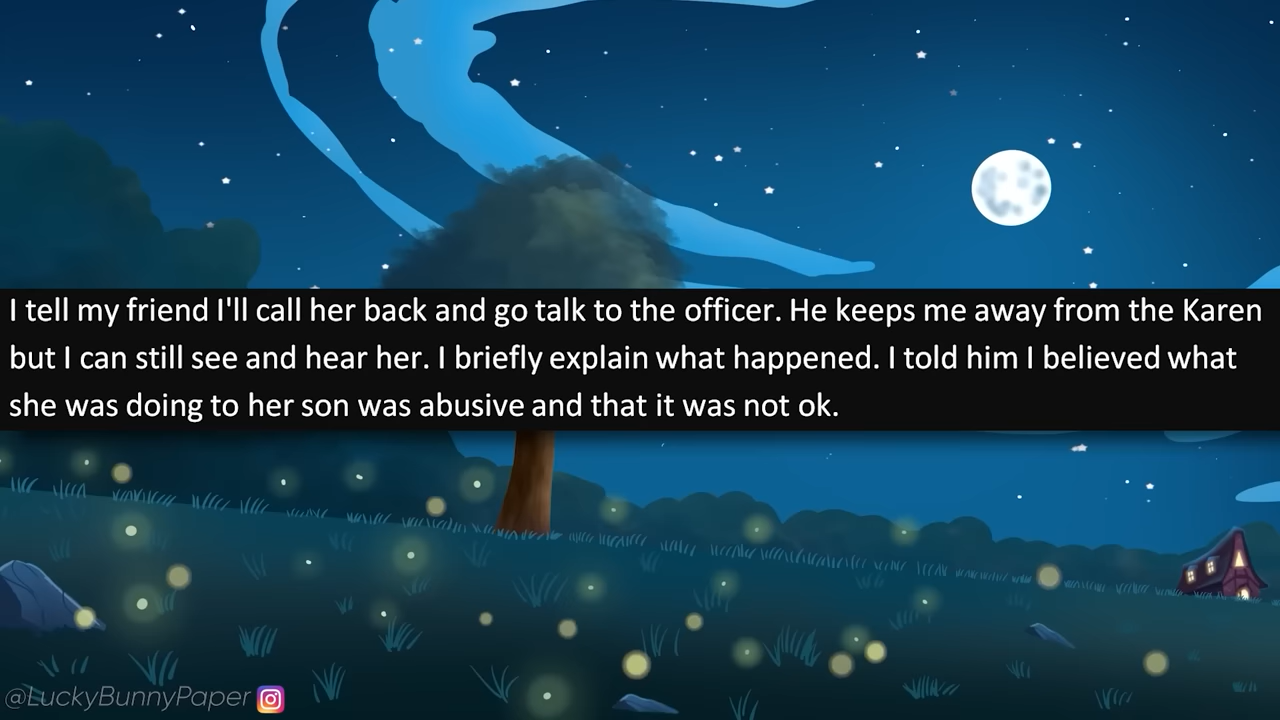 I tell my friend I'll call her back and go talk to the officer. He keeps me away from the Karen
but I can still see and hear her. I briefly explain what happened. I told him I believed what
she was doing to her son was abusive and that it was not ok.
@LuckyBunnyPaper